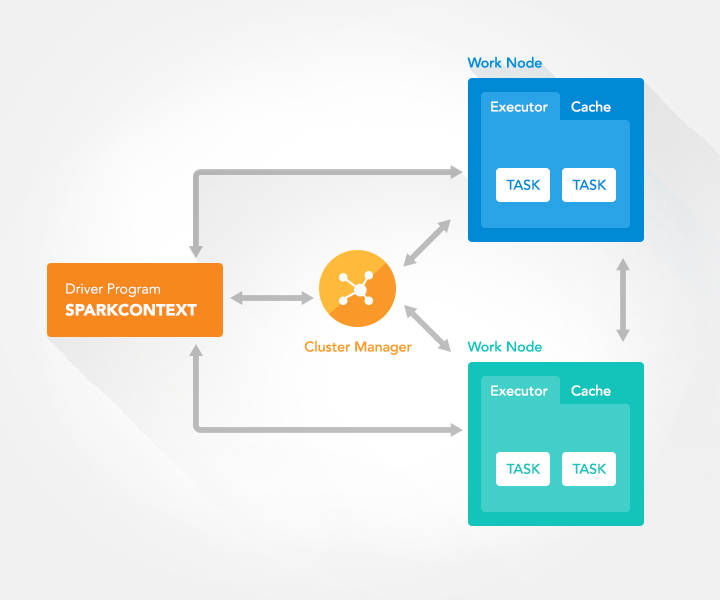 Work Node
Executor Cache
TASK TASK
Driver Program
SPARKCONTEXT
Cluster Manager
Work Node
Executor Cache
TASK TASK